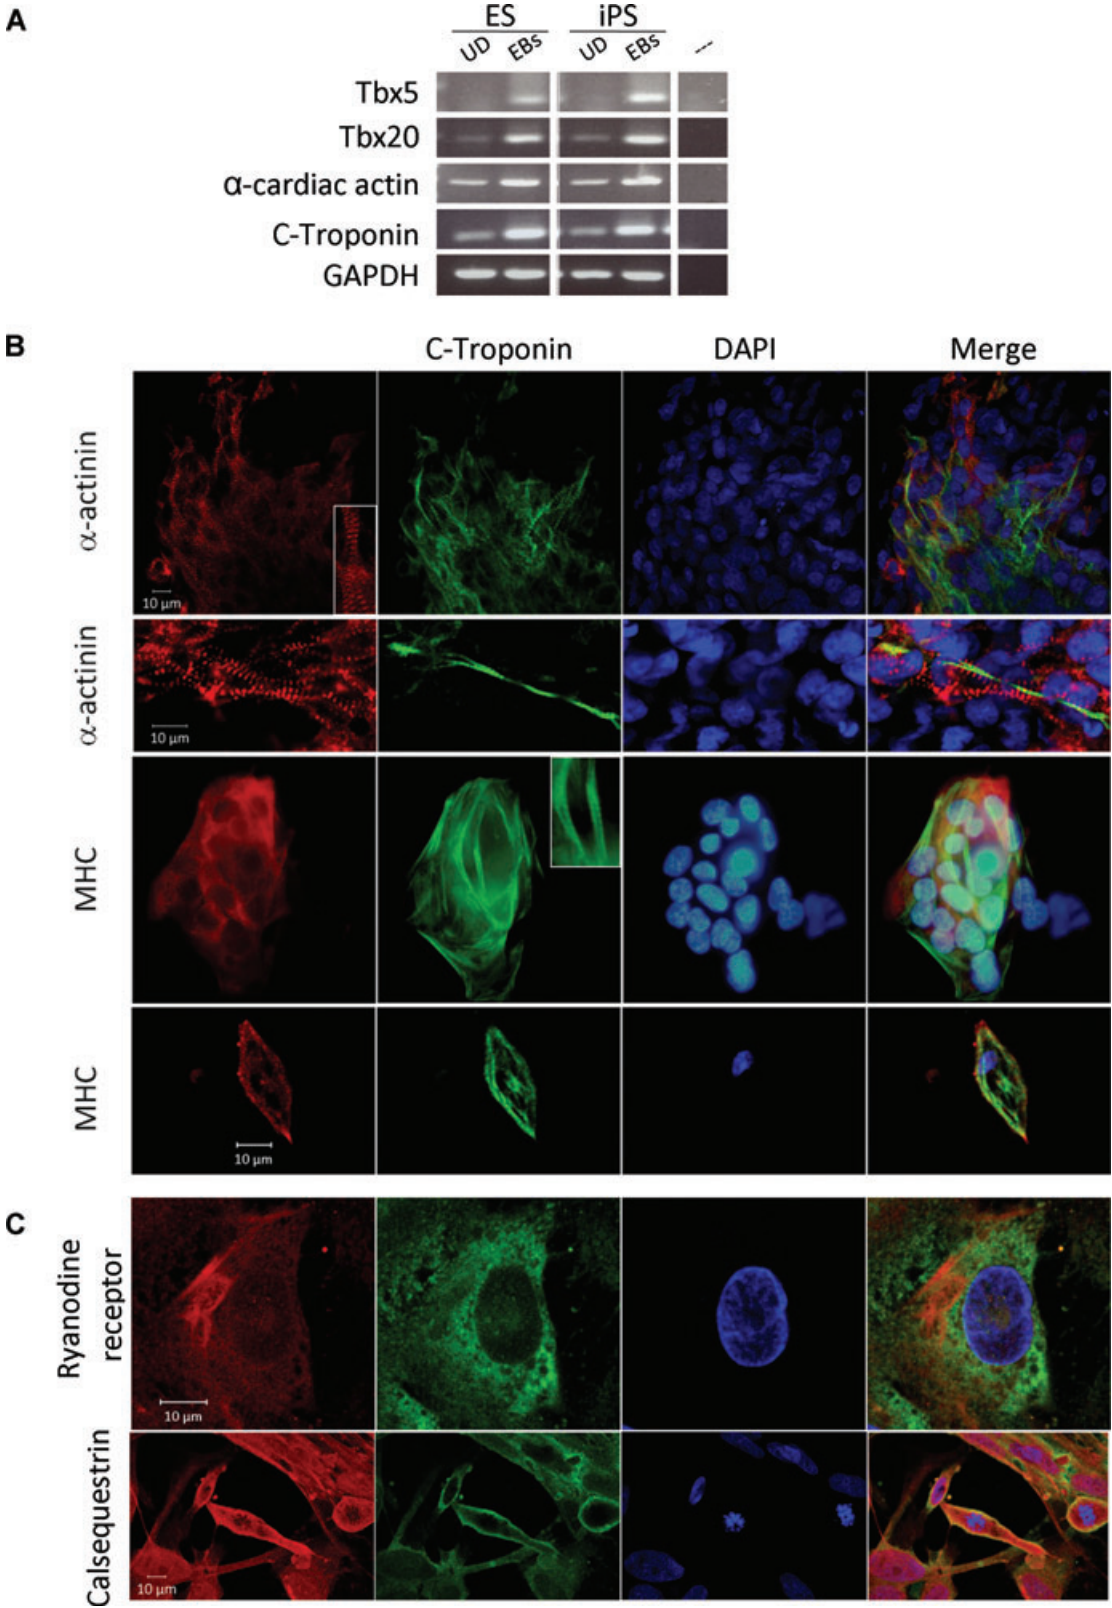 A
ES iPS
UD EBs UD EBs ---
Tbx5
Tbx20
α-cardiac actin
C-Troponin
GAPDH
B
C-Troponin DAPI Merge
α-actinin
10 µm
α-actinin
10 µm
MHC
MHC
10 µm
C
Ryanodine
receptor
10 µm
Calsequestrin
10 µm